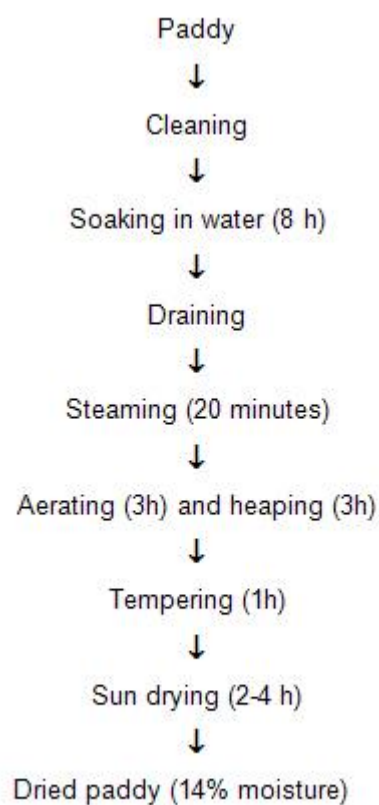 Paddy
↓
Cleaning
↓
Soaking in water (8 h)
↓
Draining
↓
Steaming (20 minutes)
↓
Aerating (3h) and heaping (3h)
↓
Tempering (1h)
↓
Sun drying (2-4 h)
↓
Dried paddy (14% moisture)